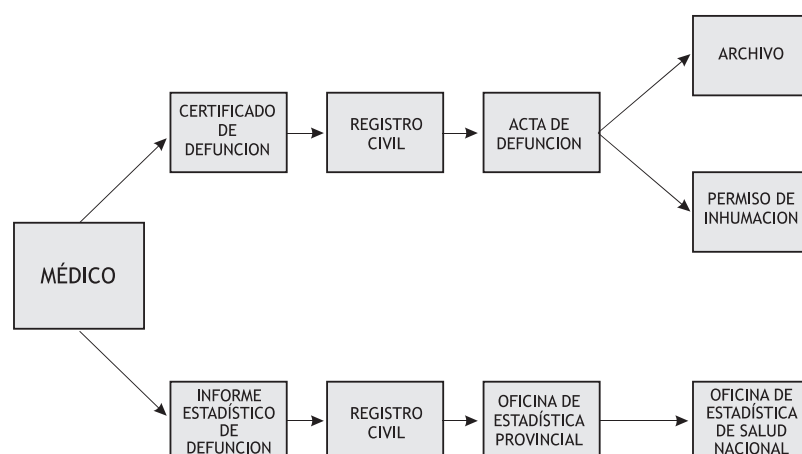 ARCHIVO
CERTIFICADO
DE
DEFUNCION
REGISTRO
CIVIL
ACTA DE
DEFUNCION
PERMISO DE
INHUMACION
MÉDICO
INFORME
ESTADÍSTICO
DE
DEFUNCION
REGISTRO
CIVIL
OFICINA DE
ESTADÍSTICA
PROVINCIAL
OFICINA DE
ESTADÍSTICA
DE SALUD
NACIONAL